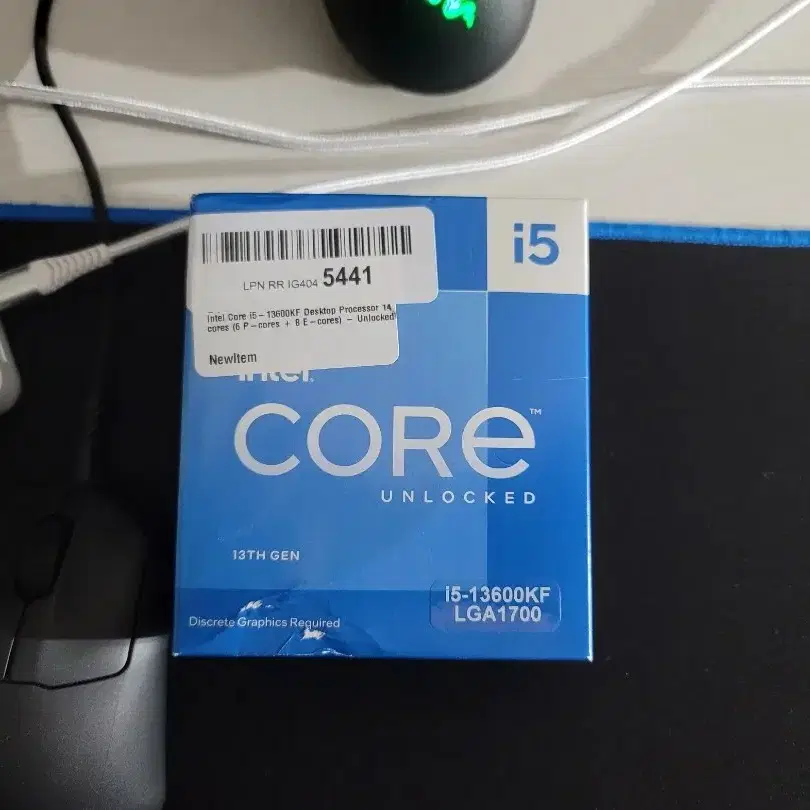 i5
LPN RR IG404 5441
Intel Core i5 - 13600KF Desktop Processor 14
cores (6 P-cores + 8 E-cores) - Unlocked
NewItem
intel.
CORe™
UNLOCKED
13TH GEN
i5-13600KF
LGA1700
Discrete Graphics Required